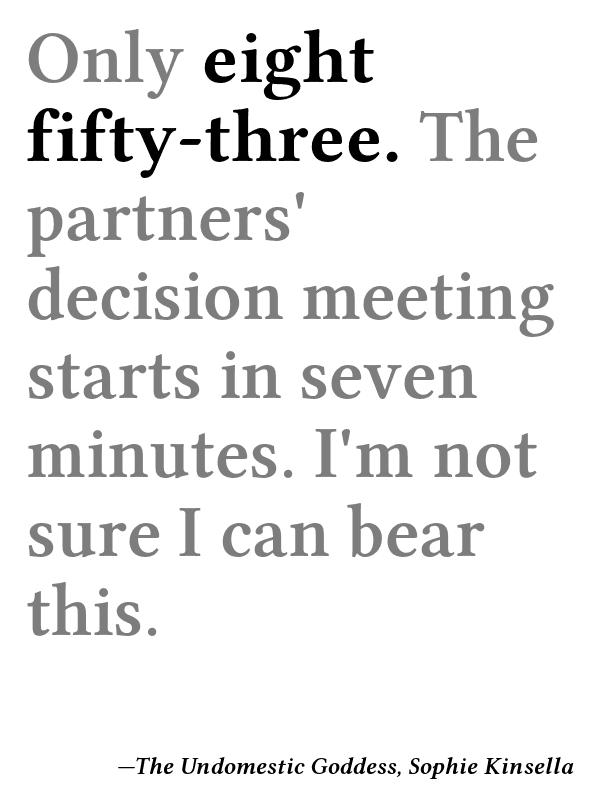 Only eight
fifty-three. The
partners'
decision meeting
starts in seven
minutes. I'm not
sure I can bear
this.
—The Undomestic Goddess, Sophie Kinsella